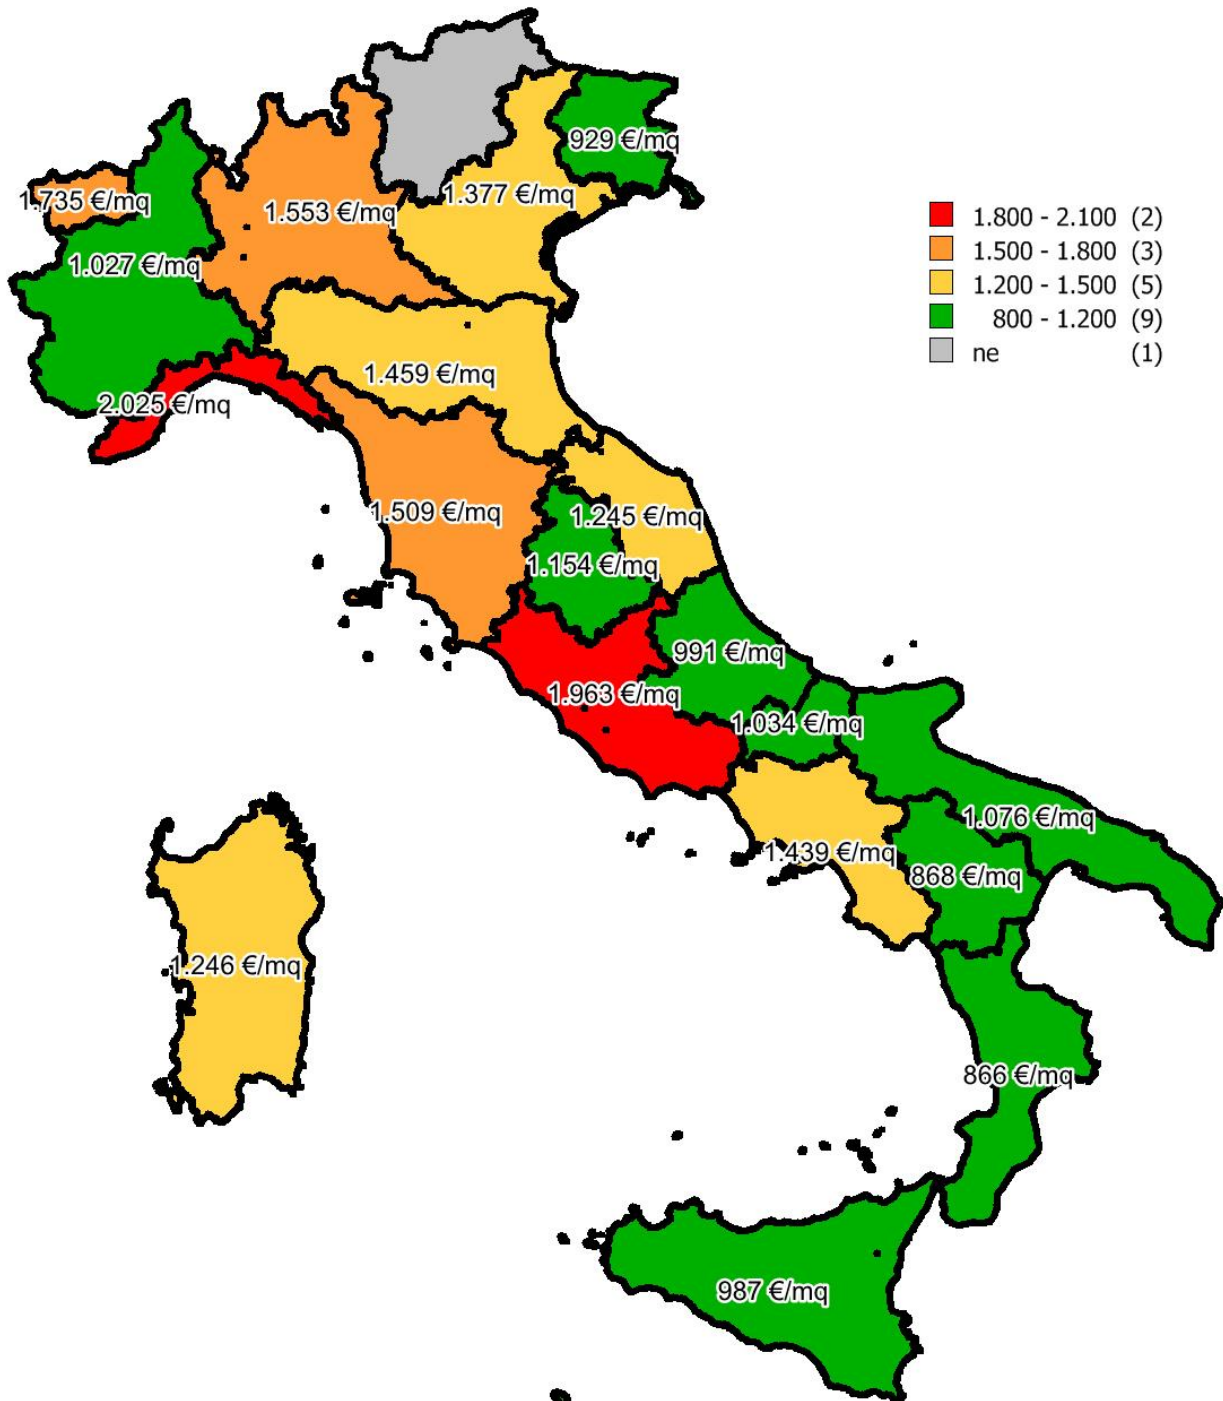 929 €/mq
1.377 €/mq
1.735 €/mq
1.553 €/mq
1.027 €/mq
1.800 - 2.100 (2)
1.500 - 1.800 (3)
1.200 - 1.500 (5)
800 - 1.200 (9)
ne (1)
1.459 €/mq
2.025 €/mq
1.509 €/mq
1.245 €/mq
1.154 €/mq
991 €/mq
1.963 €/mq
1.034 €/mq
1.076 €/mq
1.439 €/mq
868 €/mq
1.246 €/mq
866 €/mq
987 €/mq